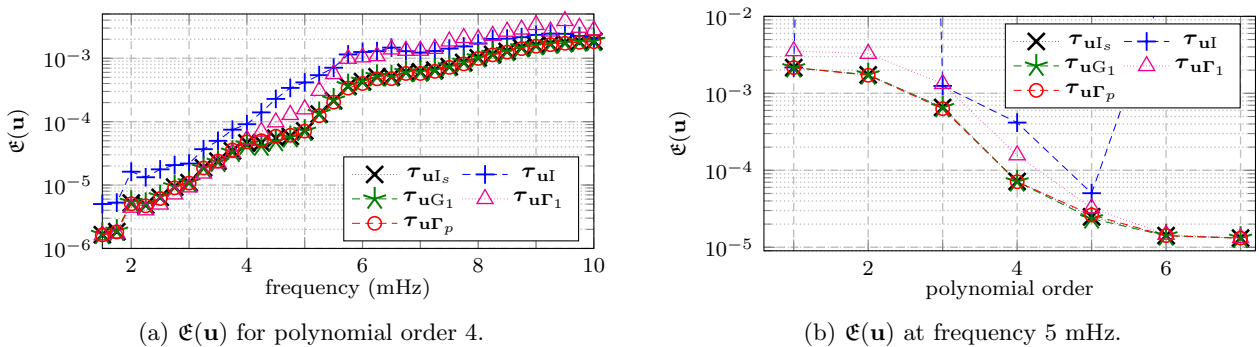 10⁻³
10⁻⁴
10⁻⁵
10⁻⁶
𝕰(u)
2 4 6 8 10
frequency (mHz)
τ_{uI_s} τ_{uI}
τ_{uG_1} τ_{uΓ_1}
τ_{uΓ_p}
(a) 𝕰(u) for polynomial order 4.
10⁻²
10⁻³
10⁻⁴
10⁻⁵
𝕰(u)
2 4 6
polynomial order
τ_{uI_s} τ_{uI}
τ_{uG_1} τ_{uΓ_1}
τ_{uΓ_p}
(b) 𝕰(u) at frequency 5 mHz.